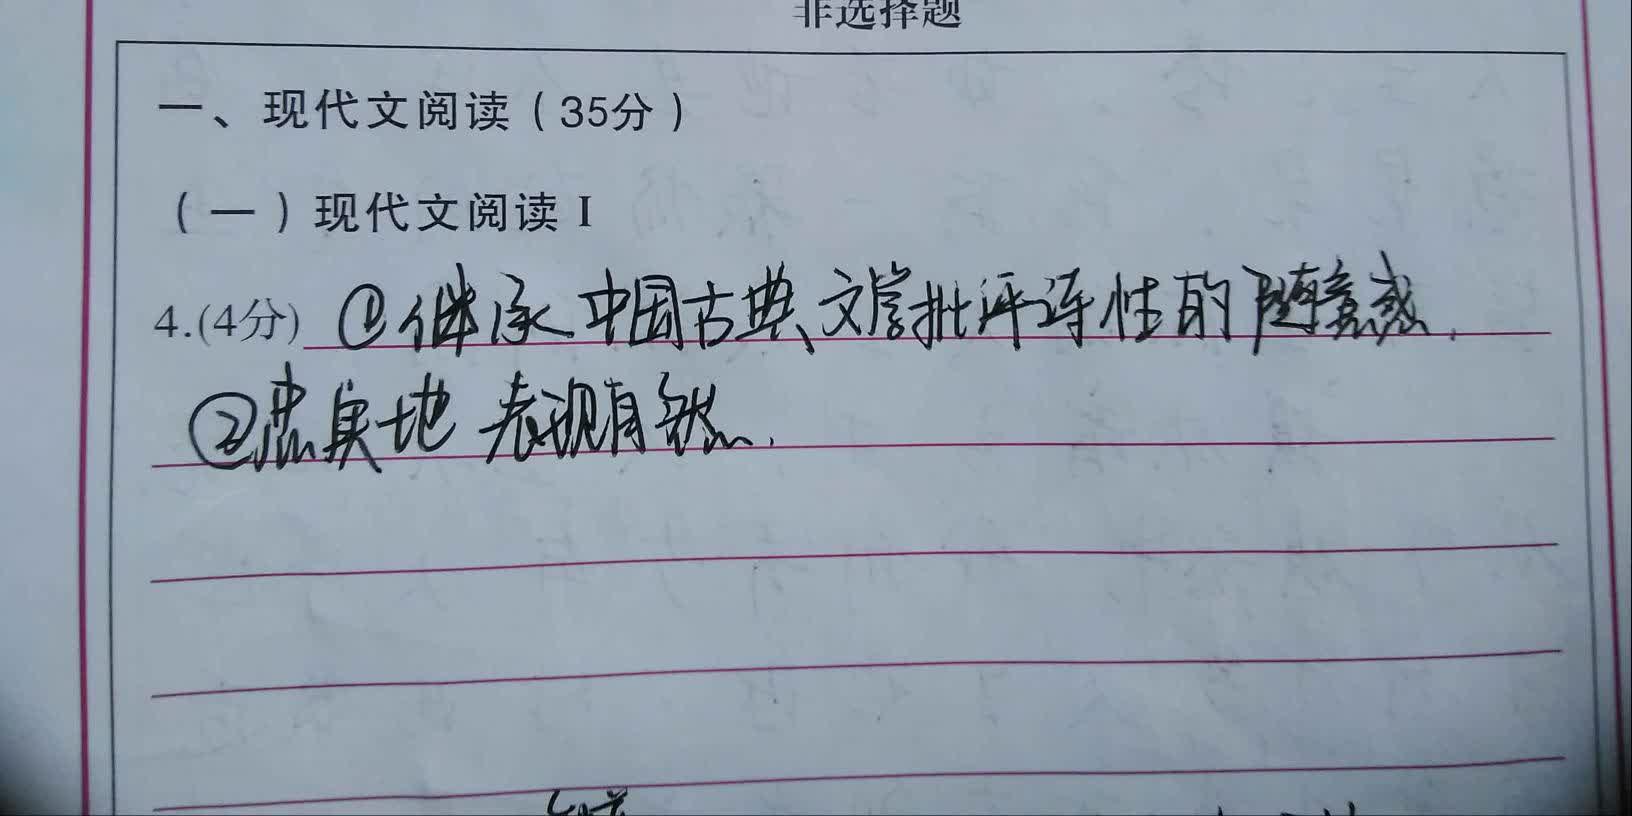 非选择题
一、现代文阅读(35分)
(一)现代文阅读 I
4.(4分) ①继承中国古典文学批评诗性的随意感.
②忠实地表现自然.